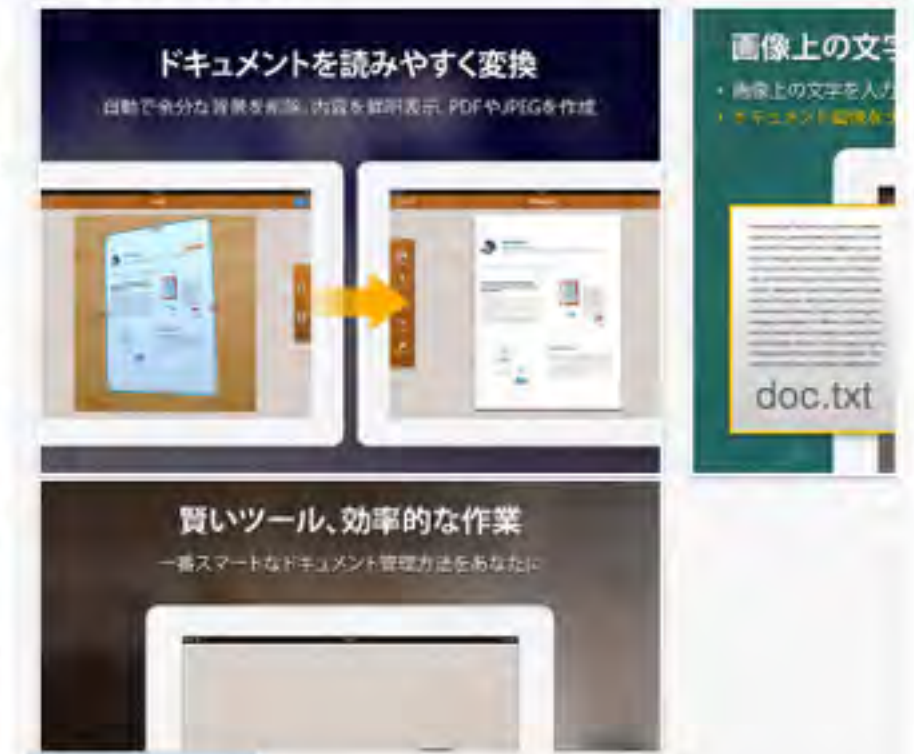 ドキュメントを読みやすく変換
自動で余分な背景を削除、内容を鮮明表示、PDFやJPEGを作成
画像上の文字
・画像上の文字を入力
doc.txt
賢いツール、効率的な作業
一番スマートなドキュメント管理方法をあなたに